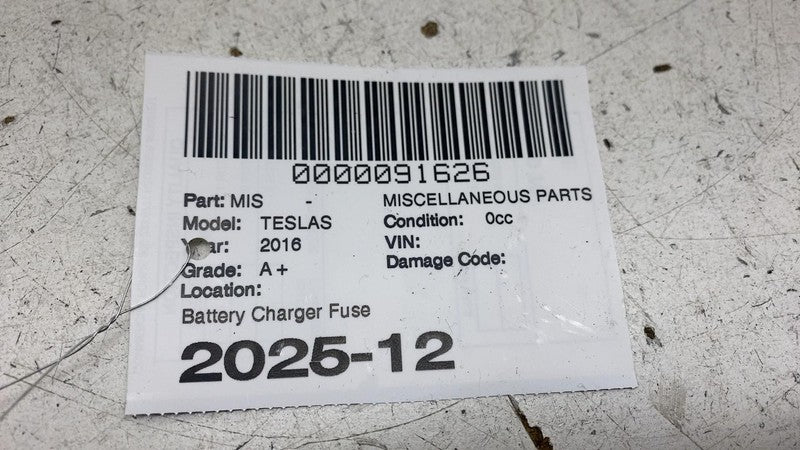 0000091626
Part: MIS - MISCELLANEOUS PARTS
Model: TESLAS Condition: 0cc
Year: 2016 VIN:
Grade: A+ Damage Code:
Location:
Battery Charger Fuse
2025-12